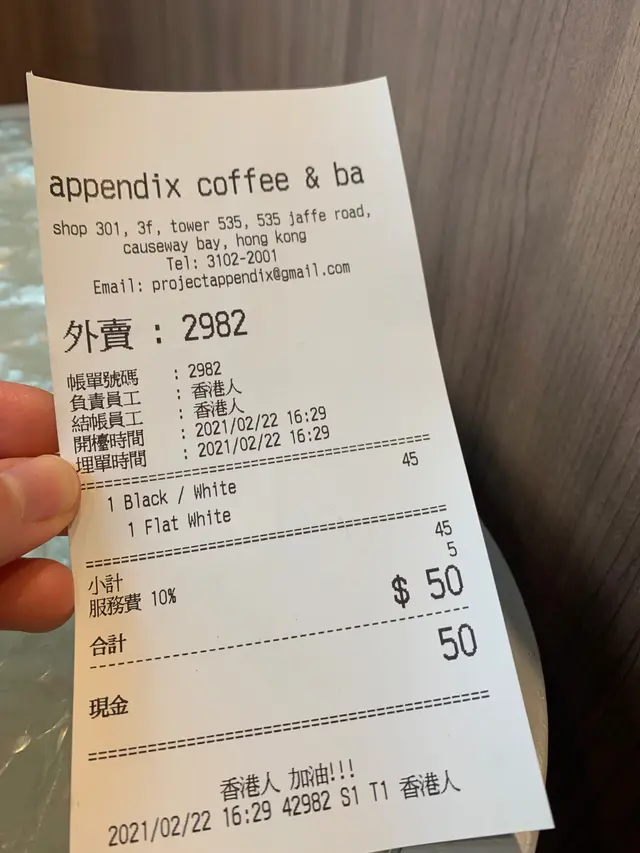 appendix coffee & ba
shop 301, 3f, tower 535, 535 jaffe road,
causeway bay, hong kong
Tel: 3102-2001
Email: projectappendix@gmail.com
外賣 : 2982
帳單號碼 : 2982
負責員工 : 香港人
結帳員工 : 香港人
開檯時間 : 2021/02/22 16:29
埋單時間 : 2021/02/22 16:29
1 Black / White 45
1 Flat White
小計 45
服務費 10% 5
合計 $ 50
現金 50
香港人 加油!!!
2021/02/22 16:29 42982 S1 T1 香港人